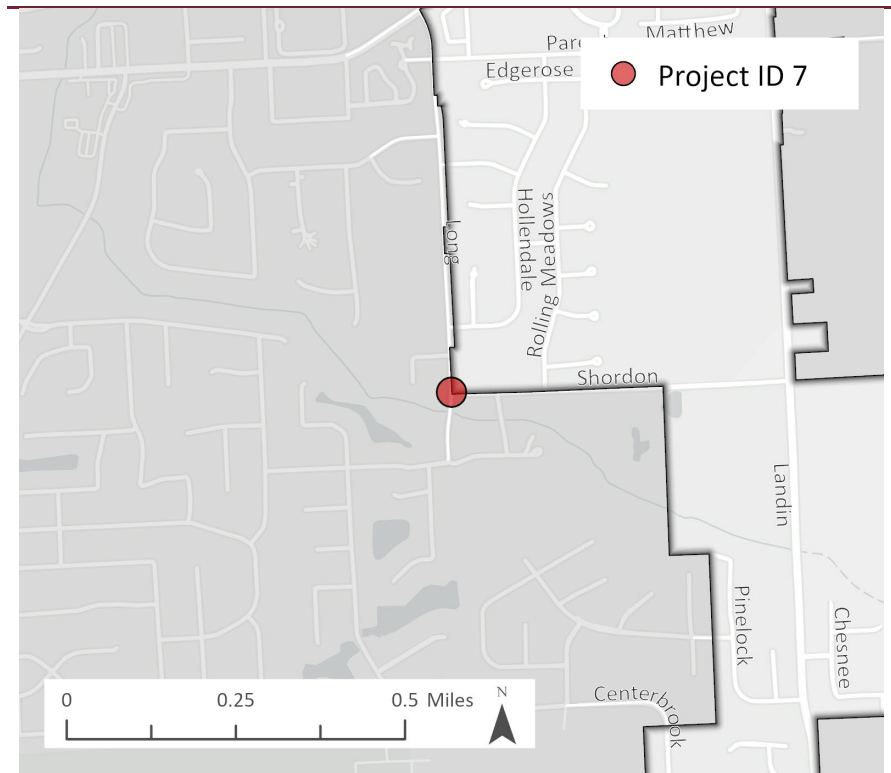 Matthew
Edgerose
Project ID 7
Long
Hollendale
Rolling Meadows
Shordon
Landin
Pinelock
Chesnee
Centerbrook
0 0.25 0.5 Miles
N